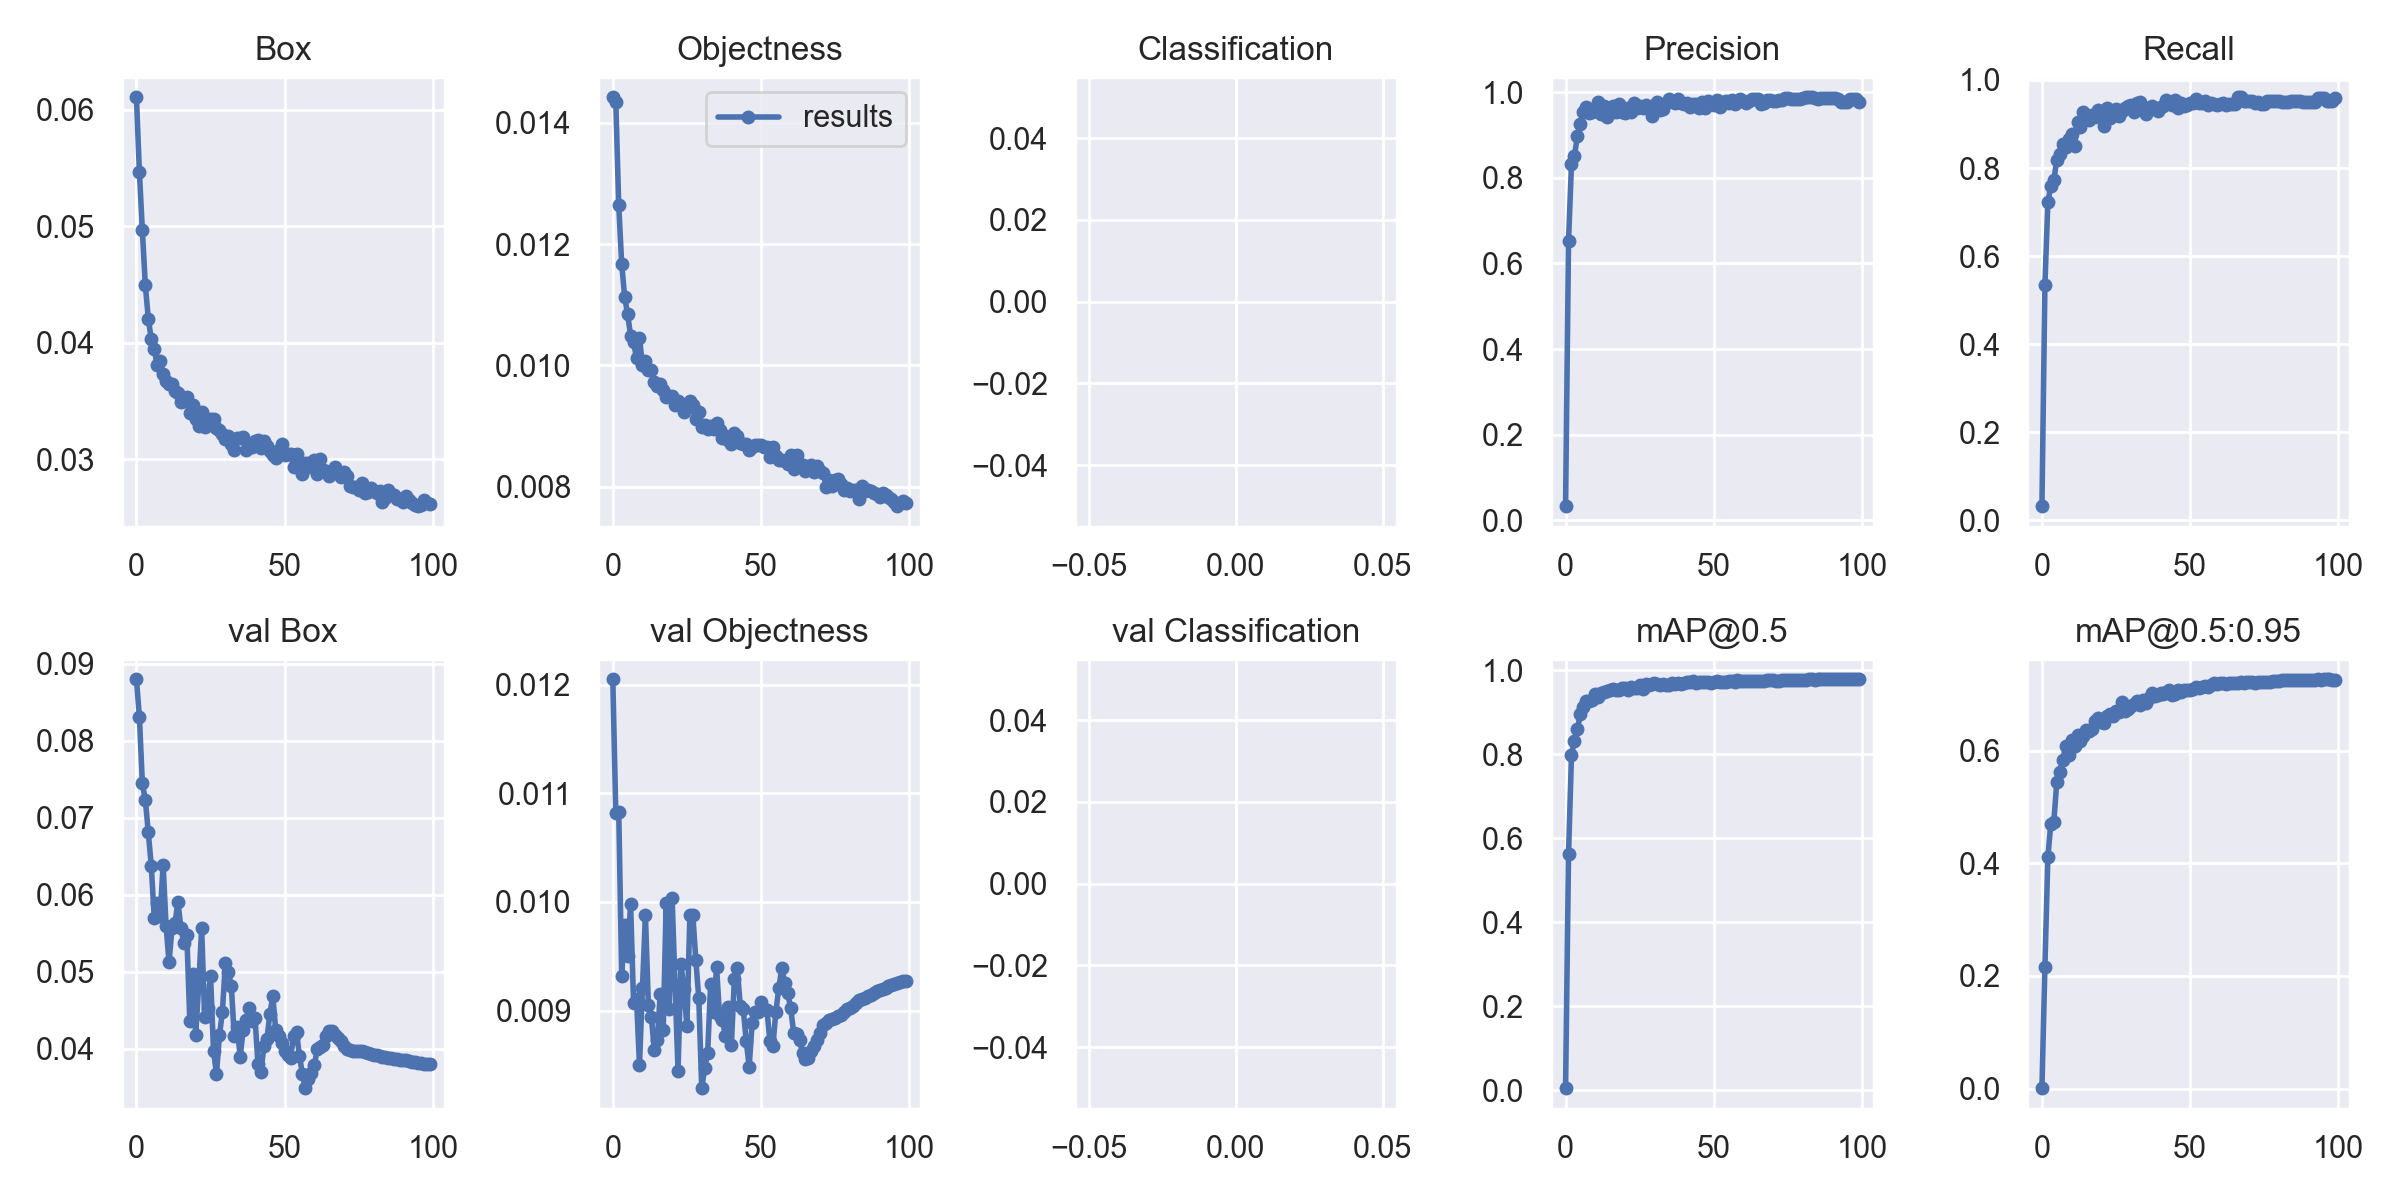 Box
Objectness
Classification
Precision
Recall
0.06
0.05
0.04
0.03
0 50 100
results
0.014
0.012
0.010
0.008
0 50 100
0.04
0.02
0.00
−0.02
−0.04
−0.05 0.00 0.05
1.0
0.8
0.6
0.4
0.2
0.0
0 50 100
1.0
0.8
0.6
0.4
0.2
0.0
0 50 100
val Box
val Objectness
val Classification
mAP@0.5
mAP@0.5:0.95
0.09
0.08
0.07
0.06
0.05
0.04
0 50 100
0.012
0.011
0.010
0.009
0 50 100
0.04
0.02
0.00
−0.02
−0.04
−0.05 0.00 0.05
1.0
0.8
0.6
0.4
0.2
0.0
0 50 100
0.6
0.4
0.2
0.0
0 50 100